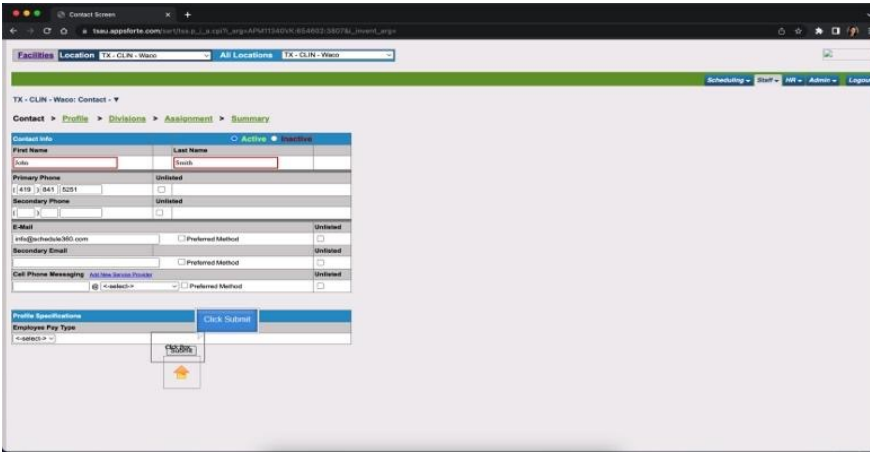 Contact Screen
Facilities Location TX - CLIN - Waco All Locations TX - CLIN - Waco
Scheduling Staff HR Admin Logout
TX - CLIN - Waco: Contact -
Contact > Profile > Divisions > Assignment > Summary
Contact Info Active Inactive
First Name Last Name
John Smith
Primary Phone Unlisted
( 419 ) 841 5251
Secondary Phone Unlisted
( )
E-Mail Unlisted
info@schedule360.com Preferred Method
Secondary Email Unlisted
Preferred Method
Cell Phone Messaging Add New Service Provider Unlisted
@ <-select-> Preferred Method
Profile Specifications
Click Submit
Employee Pay Type
<-select->
Click Box
Submit